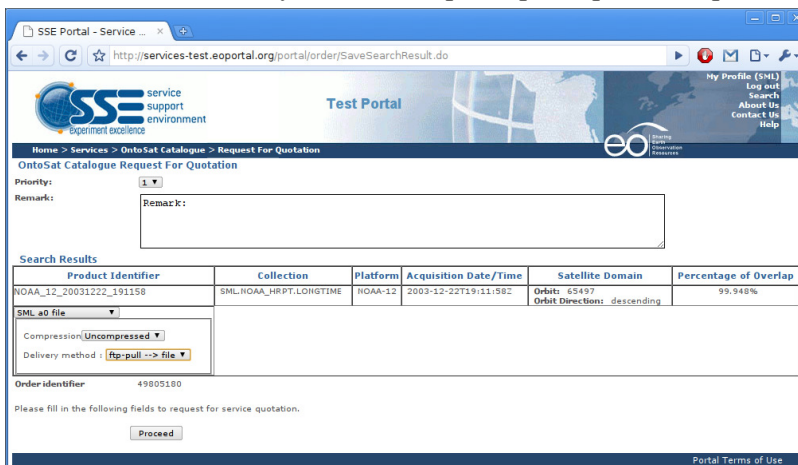 SSE Portal - Service ...
http://services-test.eoportal.org/portal/order/SaveSearchResult.do
SSE
service
support
environment
experiment excellence
Test Portal
My Profile (SML)
Log out
Search
About Us
Contact Us
Help
eo
Sharing
Earth
Observation
Resources
Home > Services > OntoSat Catalogue > Request For Quotation
OntoSat Catalogue Request For Quotation
Priority: 1
Remark: Remark:
Search Results
Product Identifier Collection Platform Acquisition Date/Time Satellite Domain Percentage of Overlap
NOAA_12_20031222_191158 SML.NOAA_HRPT.LONGTIME NOAA-12 2003-12-22T19:11:58Z Orbit: 65497 99.948%
Orbit Direction: descending
SML a0 file
Compression Uncompressed
Delivery method : ftp-pull --> file
Order identifier 49805180
Please fill in the following fields to request for service quotation.
Proceed
Portal Terms of Use